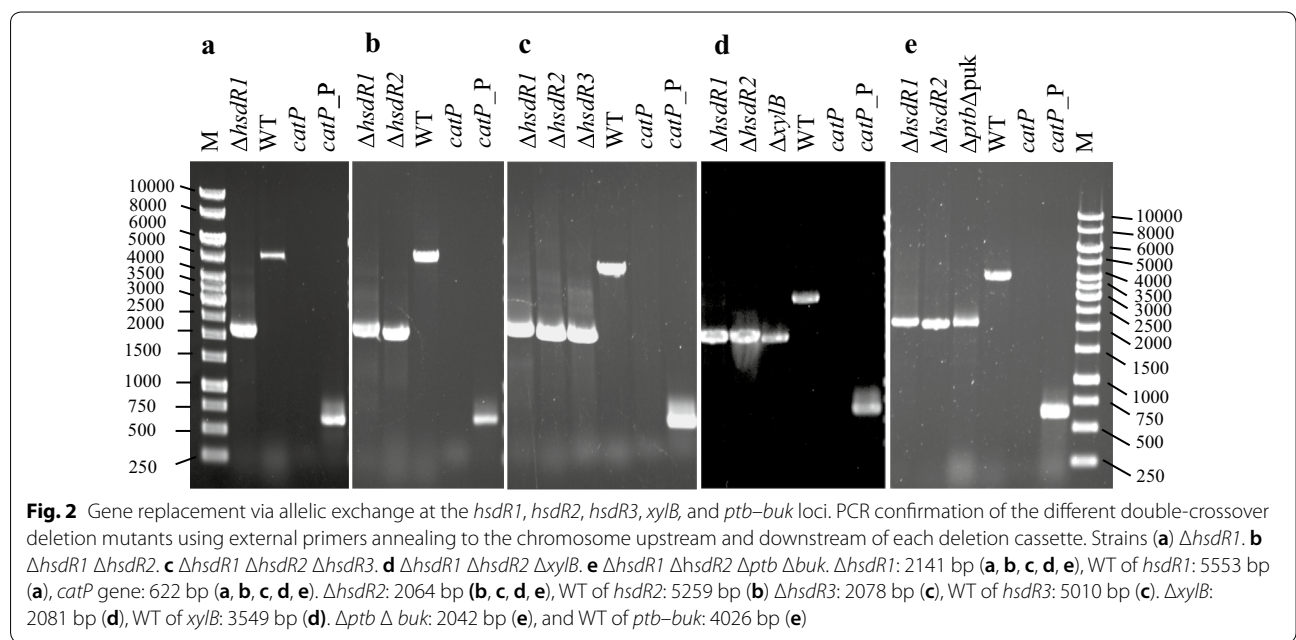 a b c d e
M ΔhsdR1 WT catP catP_P
ΔhsdR1 ΔhsdR2 WT catP catP_P
ΔhsdR1 ΔhsdR2 ΔhsdR3 WT catP catP_P
ΔhsdR1 ΔhsdR2 ΔxylB WT catP catP_P
ΔhsdR1 ΔhsdR2 ΔptbΔpuk WT catP catP_P M
10000
8000
6000
5000
4000
3500
3000
2500
2000
1500
1000
750
500
250
10000
8000
6000
5000
4000
3500
3000
2500
2000
1500
1000
750
500
250
Fig. 2 Gene replacement via allelic exchange at the hsdR1, hsdR2, hsdR3, xylB, and ptb–buk loci. PCR confirmation of the different double-crossover
deletion mutants using external primers annealing to the chromosome upstream and downstream of each deletion cassette. Strains (a) ΔhsdR1. b
ΔhsdR1 ΔhsdR2. c ΔhsdR1 ΔhsdR2 ΔhsdR3. d ΔhsdR1 ΔhsdR2 ΔxylB. e ΔhsdR1 ΔhsdR2 Δptb Δbuk. ΔhsdR1: 2141 bp (a, b, c, d, e), WT of hsdR1: 5553 bp
(a), catP gene: 622 bp (a, b, c, d, e). ΔhsdR2: 2064 bp (b, c, d, e), WT of hsdR2: 5259 bp (b) ΔhsdR3: 2078 bp (c), WT of hsdR3: 5010 bp (c). ΔxylB:
2081 bp (d), WT of xylB: 3549 bp (d). Δptb Δ buk: 2042 bp (e), and WT of ptb–buk: 4026 bp (e)